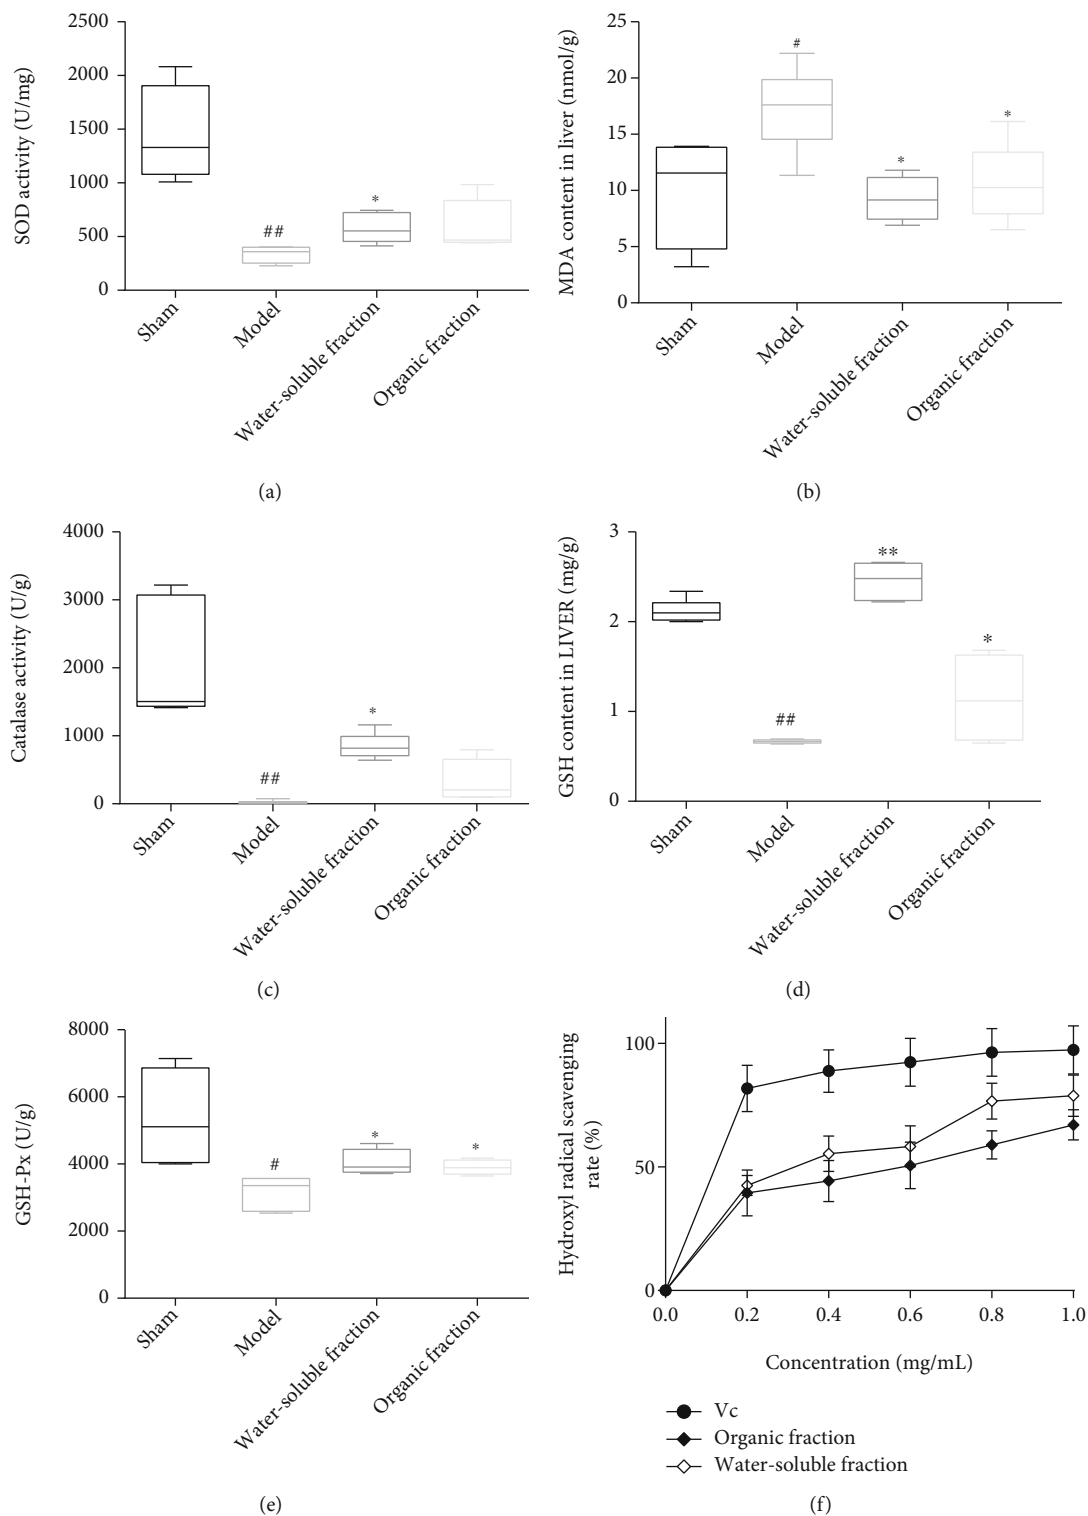 SOD activity (U/mg)
2500
2000
1500
1000
500
0
##
*
Sham
Model
Water-soluble fraction
Organic fraction
(a)
MDA content in liver (nmol/g)
25
20
15
10
5
0
#
*
*
Sham
Model
Water-soluble fraction
Organic fraction
(b)
Catalase activity (U/g)
4000
3000
2000
1000
0
##
*
Sham
Model
Water-soluble fraction
Organic fraction
(c)
GSH content in LIVER (mg/g)
3
2
1
0
##
**
*
Sham
Model
Water-soluble fraction
Organic fraction
(d)
GSH-Px (U/g)
8000
6000
4000
2000
0
#
*
*
Sham
Model
Water-soluble fraction
Organic fraction
(e)
Hydroxyl radical scavenging
rate (%)
100
50
0
0.0
0.2
0.4
0.6
0.8
1.0
Concentration (mg/mL)
Vc
Organic fraction
Water-soluble fraction
(f)